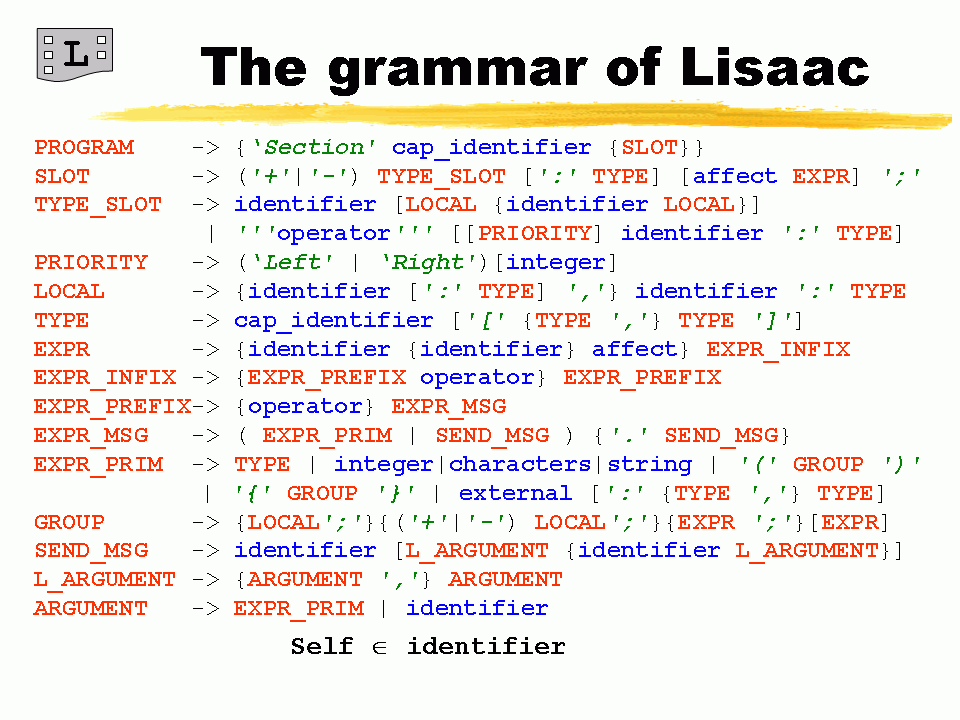 L
The grammar of Lisaac
PROGRAM -> {‘Section' cap_identifier {SLOT}}
SLOT -> ('+'|'-') TYPE_SLOT [':' TYPE] [affect EXPR] ';'
TYPE_SLOT -> identifier [LOCAL {identifier LOCAL}]
| '''operator''' [[PRIORITY] identifier ':' TYPE]
PRIORITY -> (‘Left' | ‘Right')[integer]
LOCAL -> {identifier [':' TYPE] ','} identifier ':' TYPE
TYPE -> cap_identifier ['[' {TYPE ','} TYPE ']']
EXPR -> {identifier {identifier} affect} EXPR_INFIX
EXPR_INFIX -> {EXPR_PREFIX operator} EXPR_PREFIX
EXPR_PREFIX-> {operator} EXPR_MSG
EXPR_MSG -> ( EXPR_PRIM | SEND_MSG ) {'.' SEND_MSG}
EXPR_PRIM -> TYPE | integer|characters|string | '(' GROUP ')'
| '{' GROUP '}' | external [':' {TYPE ','} TYPE]
GROUP -> {LOCAL';'}{('+'|'-') LOCAL';'}{EXPR ';'}[EXPR]
SEND_MSG -> identifier [L_ARGUMENT {identifier L_ARGUMENT}]
L_ARGUMENT -> {ARGUMENT ','} ARGUMENT
ARGUMENT -> EXPR_PRIM | identifier
Self ∈ identifier